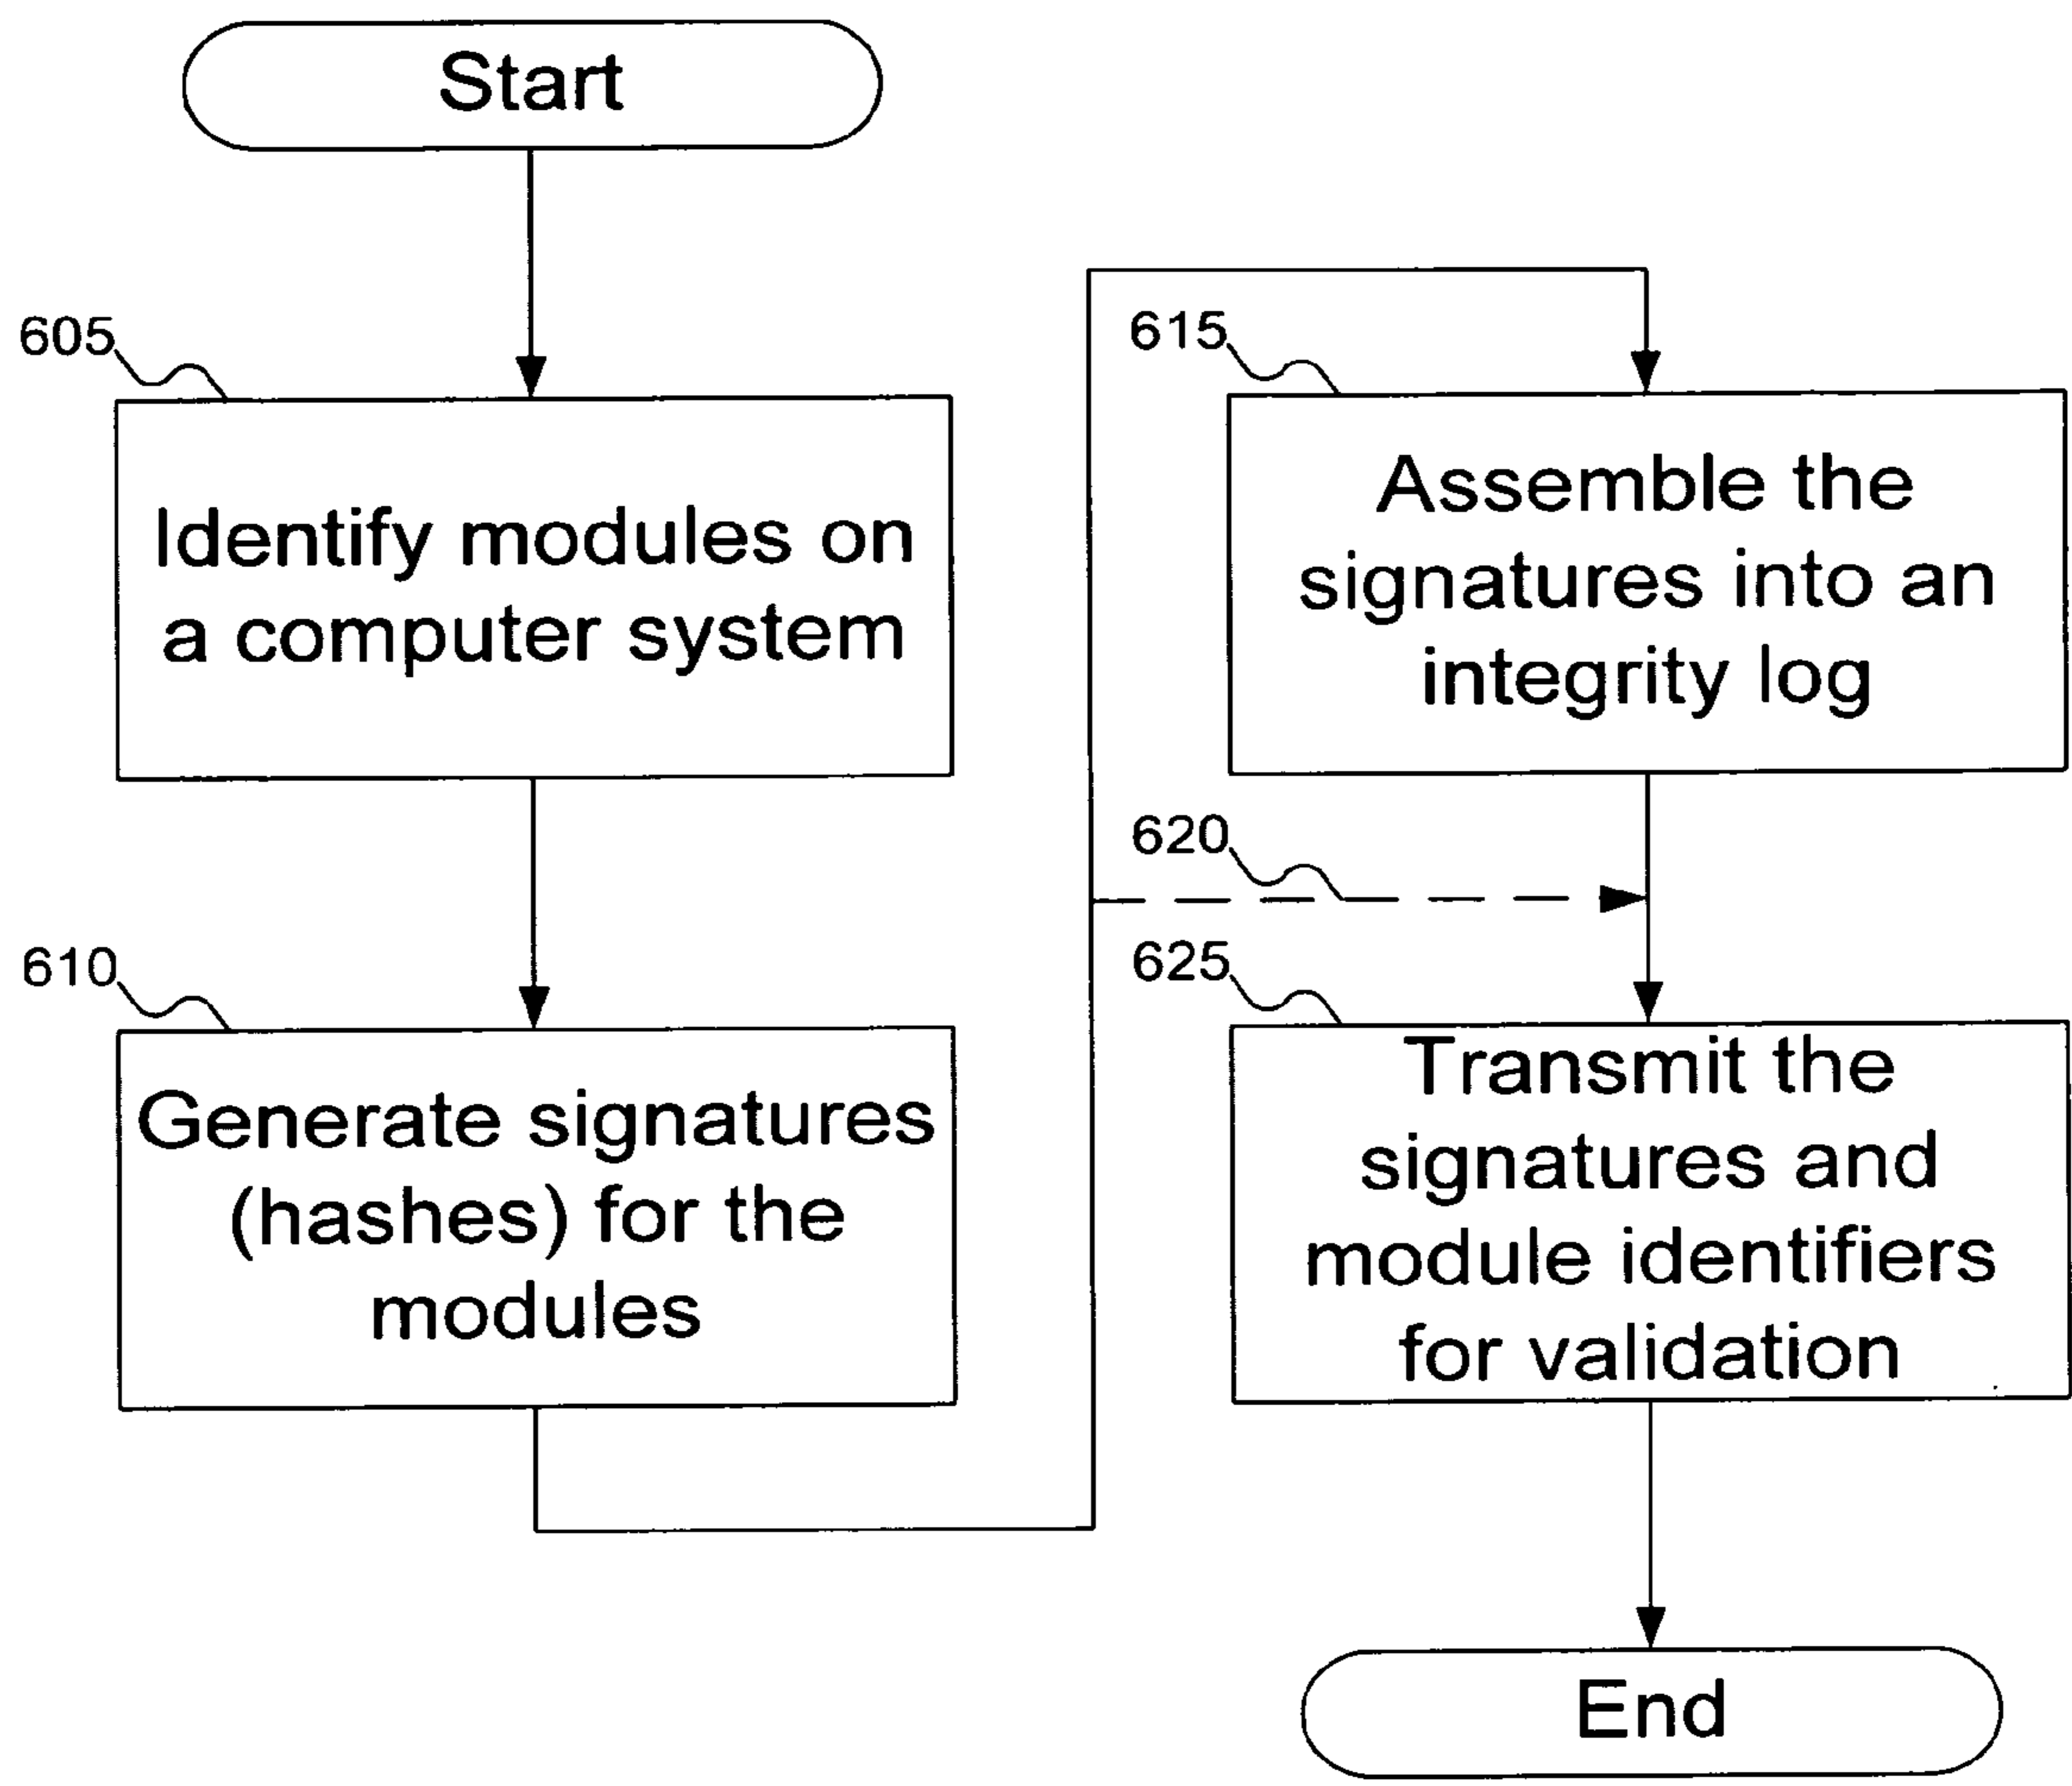 Start
605
Identify modules on
a computer system
610
Generate signatures
(hashes) for the
modules
615
Assemble the
signatures into an
integrity log
620
625
Transmit the
signatures and
module identifiers
for validation
End